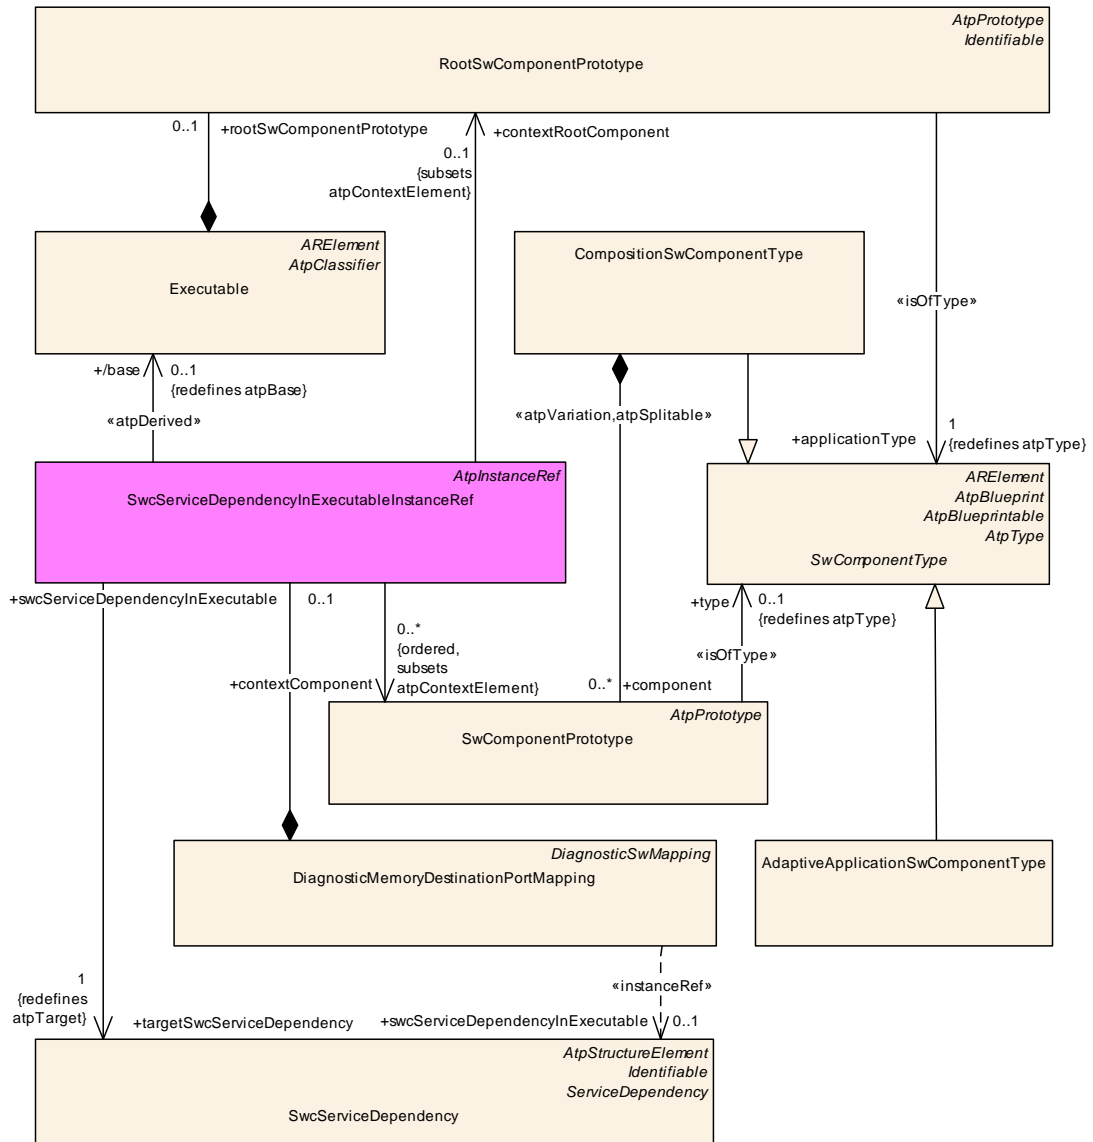 AtpPrototype
Identifiable
RootSwComponentPrototype
0..1
+rootSwComponentPrototype
+contextRootComponent
0..1
{subsets
atpContextElement}
ARElement
AtpClassifier
Executable
CompositionSwComponentType
«isOfType»
+/base
0..1
{redefines atpBase}
«atpDerived»
«atpVariation,atpSplitable»
+applicationType
1
{redefines atpType}
AtpInstanceRef
SwcServiceDependencyInExecutableInstanceRef
ARElement
AtpBlueprint
AtpBlueprintable
AtpType
SwComponentType
+swcServiceDependencyInExecutable
0..1
+type
0..1
{redefines atpType}
0..*
{ordered,
subsets
atpContextElement}
«isOfType»
+contextComponent
0..*
+component
AtpPrototype
SwComponentPrototype
DiagnosticSwMapping
DiagnosticMemoryDestinationPortMapping
AdaptiveApplicationSwComponentType
1
{redefines
atpTarget}
«instanceRef»
+targetSwcServiceDependency
+swcServiceDependencyInExecutable
0..1
AtpStructureElement
Identifiable
ServiceDependency
SwcServiceDependency